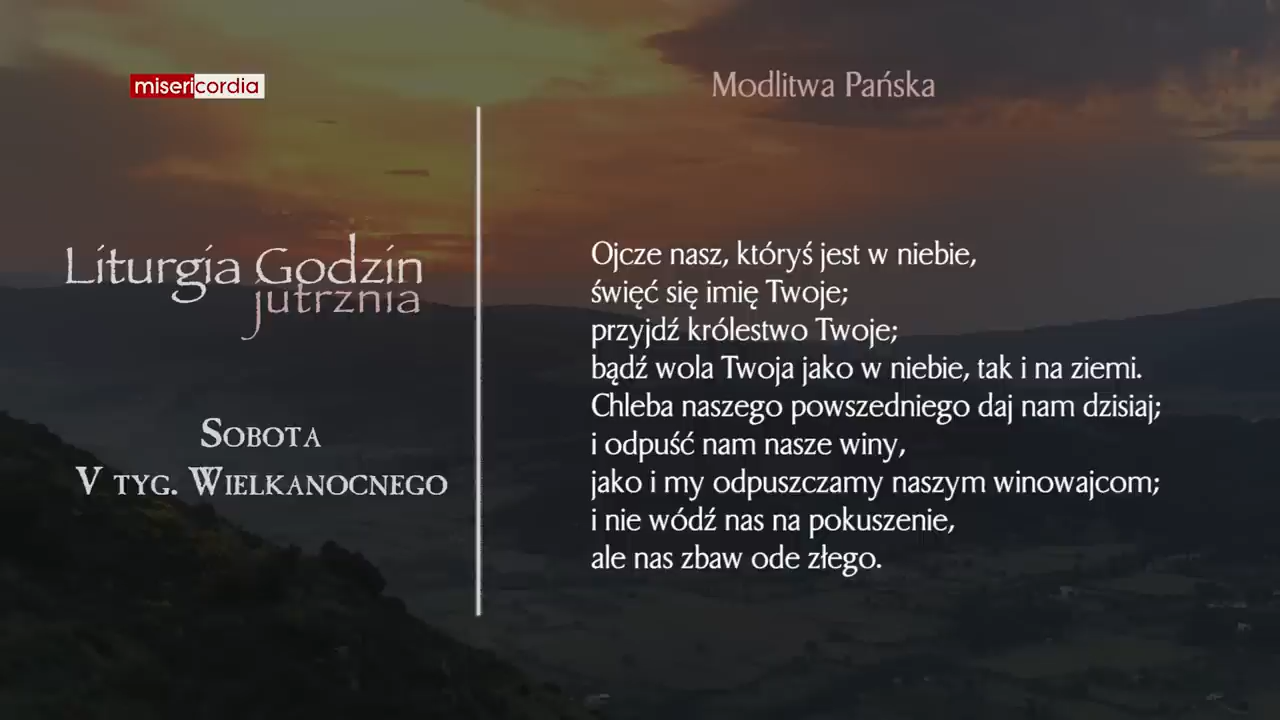 misericordia
Modlitwa Pańska
Liturgia Godzin
jutrznia
Sobota
V tyg. Wielkanocnego
Ojcze nasz, któryś jest w niebie,
święć się imię Twoje;
przyjdź królestwo Twoje;
bądź wola Twoja jako w niebie, tak i na ziemi.
Chleba naszego powszedniego daj nam dzisiaj;
i odpuść nam nasze winy,
jako i my odpuszczamy naszym winowajcom;
i nie wódź nas na pokuszenie,
ale nas zbaw ode złego.